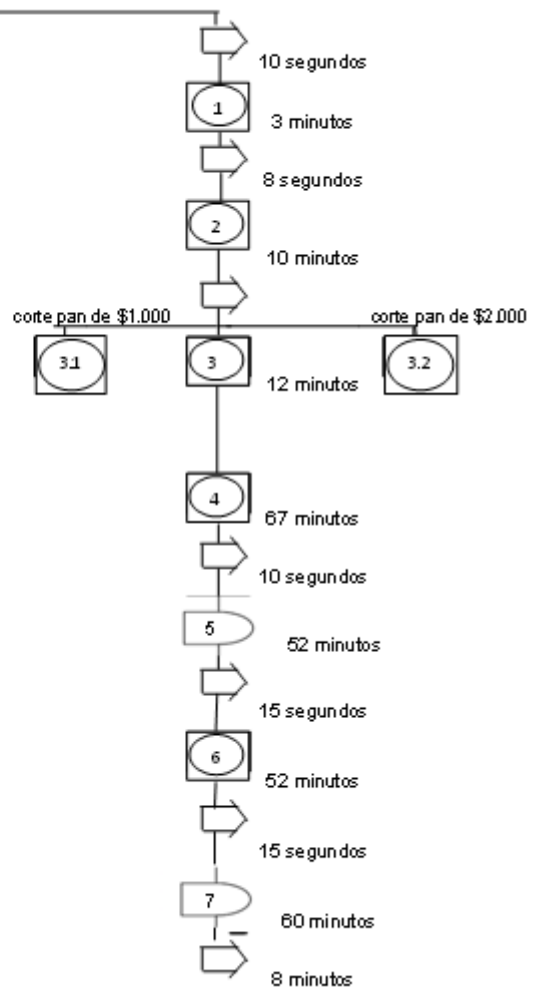 10 segundos
1
3 minutos
8 segundos
2
10 minutos
corte pan de $1.000
corte pan de $2.000
3.1
3
3.2
12 minutos
4
67 minutos
10 segundos
5
52 minutos
15 segundos
6
52 minutos
15 segundos
7
60 minutos
8 minutos